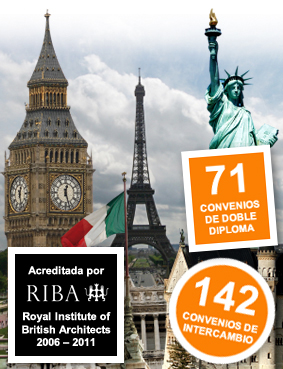 71
CONVENIOS
DE DOBLE
DIPLOMA
Acreditada por
RIBA
Royal Institute of
British Architects
2006 – 2011
142
CONVENIOS DE
INTERCAMBIO